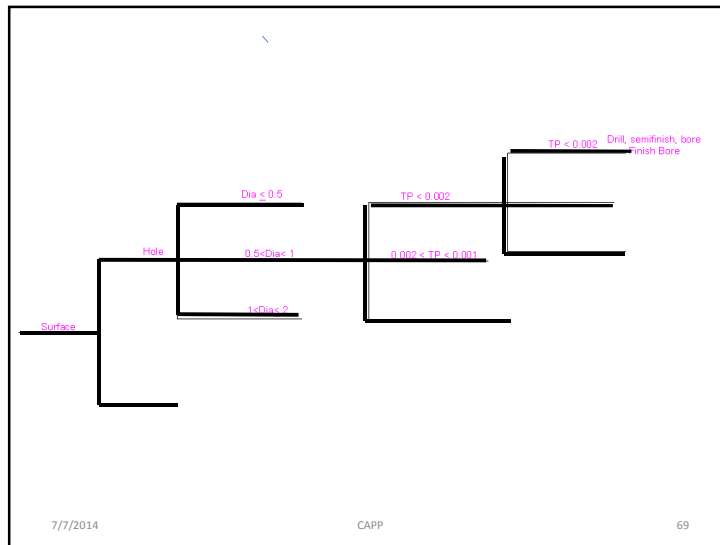 TP < 0.002
Drill, semifinish, bore
Finish Bore
Dia ≤ 0.5
TP < 0.002
Hole
0.5<Dia< 1
0.002 < TP < 0.001
1<Dia< 2
Surface
7/7/2014
CAPP
69